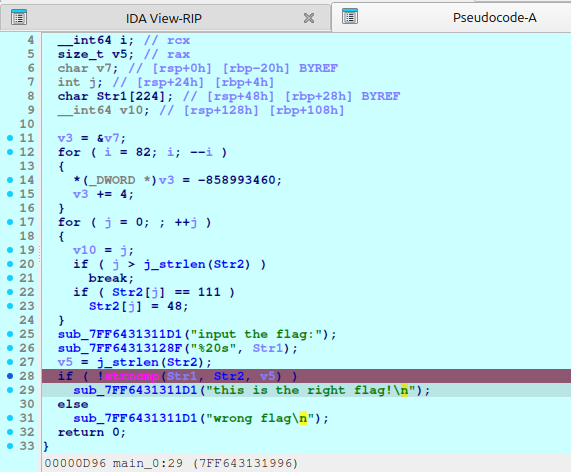 IDA View-RIP
Pseudocode-A
4 __int64 i; // rcx
5 size_t v5; // rax
6 char v7; // [rsp+0h] [rbp-20h] BYREF
7 int j; // [rsp+24h] [rbp+4h]
8 char Str1[224]; // [rsp+48h] [rbp+28h] BYREF
9 __int64 v10; // [rsp+128h] [rbp+108h]
10
11 v3 = &v7;
12 for ( i = 82; i; --i )
13 {
14 *(_DWORD *)v3 = -858993460;
15 v3 += 4;
16 }
17 for ( j = 0; ; ++j )
18 {
19 v10 = j;
20 if ( j > j_strlen(Str2) )
21 break;
22 if ( Str2[j] == 111 )
23 Str2[j] = 48;
24 }
25 sub_7FF6431311D1("input the flag:");
26 sub_7FF64313128F("%20s", Str1);
27 v5 = j_strlen(Str2);
28 if ( !strncmp(Str1, Str2, v5) )
29 sub_7FF6431311D1("this is the right flag!\n");
30 else
31 sub_7FF6431311D1("wrong flag\n");
32 return 0;
33 }
00000D96 main_0:29 (7FF643131996)